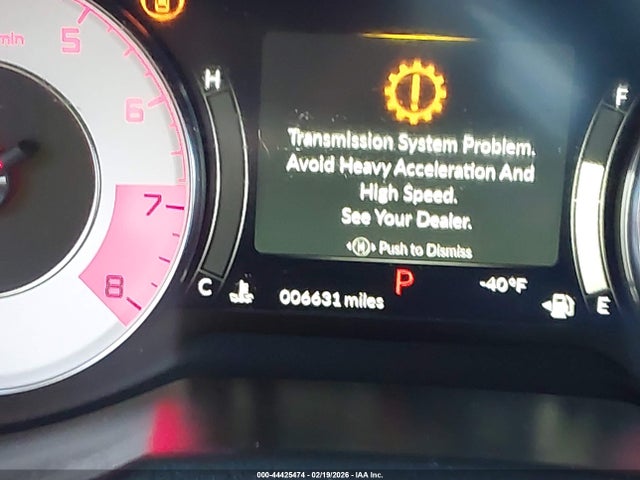 min
5
6
7
8
H
C
Transmission System Problem.
Avoid Heavy Acceleration And
High Speed.
See Your Dealer.
Push to Dismiss
006631 miles
P
-40°F
F
E
000-44425474 - 02/19/2026 - IAA Inc.